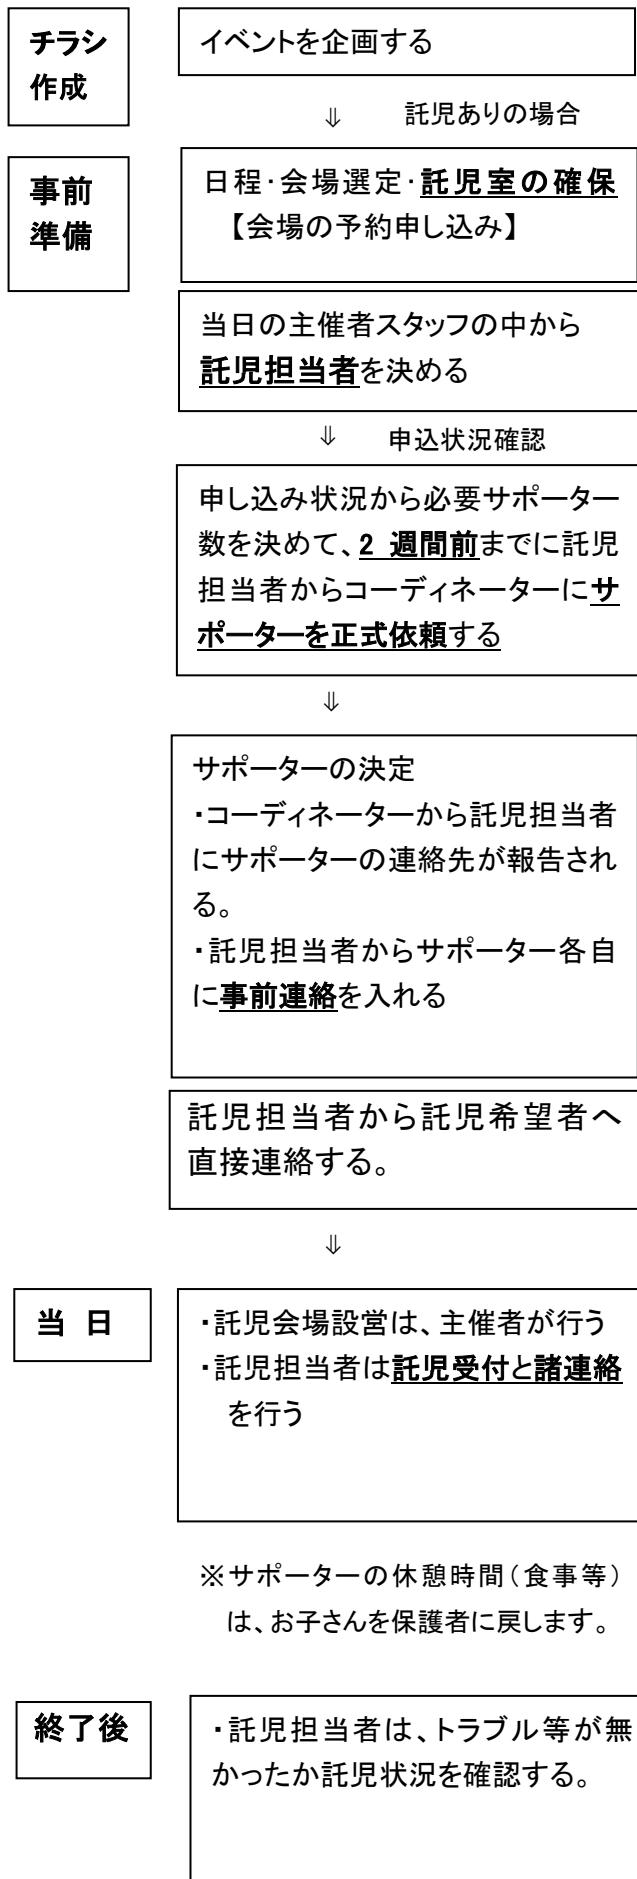 チラシ
作成
イベントを企画する
⇓ 託児ありの場合
事前
準備
日程・会場選定・託児室の確保
【会場の予約申し込み】
当日の主催者スタッフの中から
託児担当者を決める
⇓ 申込状況確認
申し込み状況から必要サポーター
数を決めて、2 週間前までに託児
担当者からコーディネーターにサ
ポーターを正式依頼する
⇓
サポーターの決定
・コーディネーターから託児担当者
にサポーターの連絡先が報告され
る。
・託児担当者からサポーター各自
に事前連絡を入れる
託児担当者から託児希望者へ
直接連絡する。
⇓
当 日
・託児会場設営は、主催者が行う
・託児担当者は託児受付と諸連絡
を行う
※サポーターの休憩時間(食事等)
は、お子さんを保護者に戻します。
終了後
・託児担当者は、トラブル等が無
かったか託児状況を確認する。